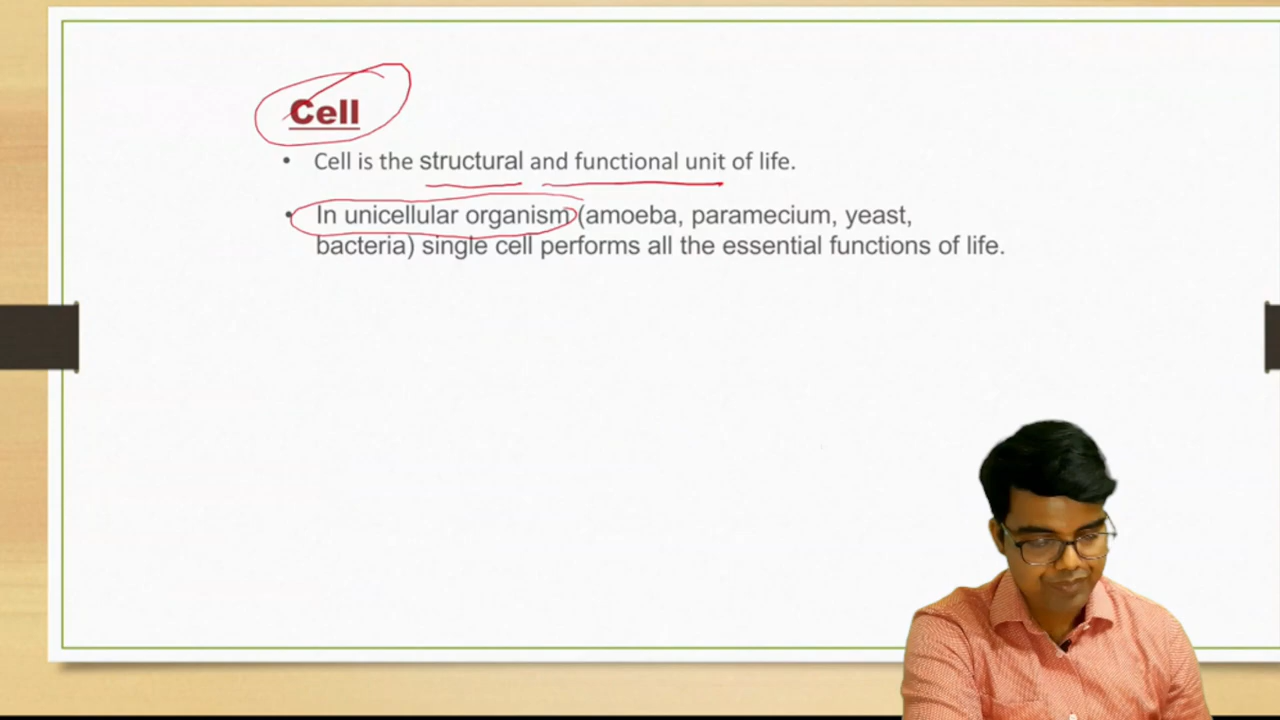 Cell
• Cell is the structural and functional unit of life.
• In unicellular organism (amoeba, paramecium, yeast,
bacteria) single cell performs all the essential functions of life.